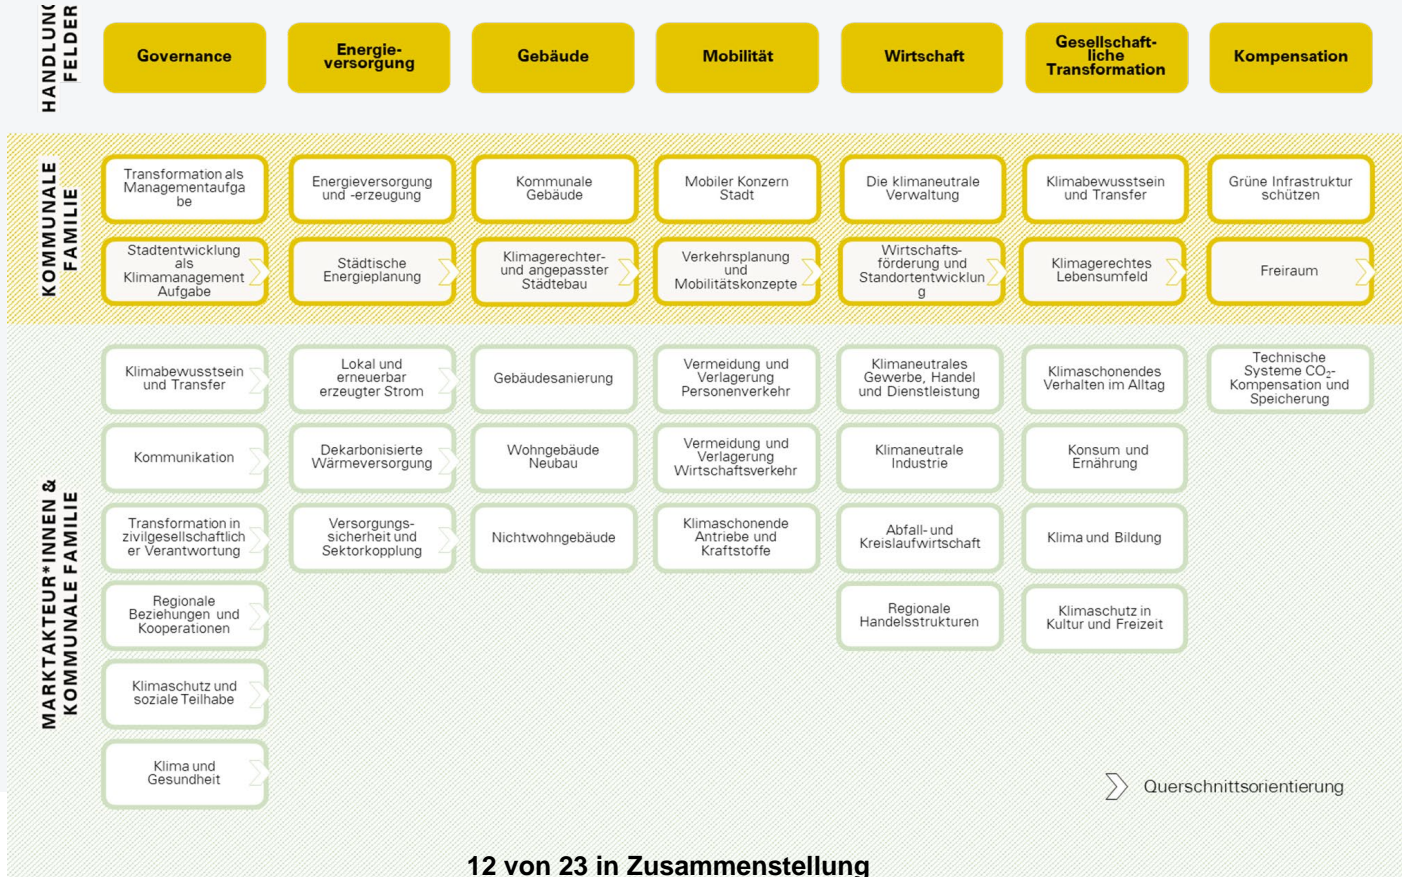 HANDLUNG
FELDER
Governance
Energie-
versorgung
Gebäude
Mobilität
Wirtschaft
Gesellschaft-
liche
Transformation
Kompensation
KOMMUNALE
FAMILIE
Transformation als
Managementaufga
be
Energieversorgung
und -erzeugung
Kommunale
Gebäude
Mobiler Konzern
Stadt
Die klimaneutrale
Verwaltung
Klimabewusstsein
und Transfer
Grüne Infrastruktur
schützen
Stadtentwicklung
als
Klimamanagement
Aufgabe
Städtische
Energieplanung
Klimagerechter-
und angepasster
Städtebau
Verkehrsplanung
und
Mobilitätskonzepte
Wirtschafts-
förderung und
Standortentwicklun
g
Klimagerechtes
Lebensumfeld
Freiraum
MARKTAKTEUR*INNEN &
KOMMUNALE FAMILIE
Klimabewusstsein
und Transfer
Lokal und
erneuerbar
erzeugter Strom
Gebäudesanierung
Vermeidung und
Verlagerung
Personenverkehr
Klimaneutrales
Gewerbe, Handel
und Dienstleistung
Klimaschonendes
Verhalten im Alltag
Technische
Systeme CO₂-
Kompensation und
Speicherung
Kommunikation
Dekarbonisierte
Wärmeversorgung
Wohngebäude
Neubau
Vermeidung und
Verlagerung
Wirtschaftsverkehr
Klimaneutrale
Industrie
Konsum und
Ernährung
Transformation in
zivilgesellschaftlich
er Verantwortung
Versorgungs-
sicherheit und
Sektorkopplung
Nichtwohngebäude
Klimaschonende
Antriebe und
Kraftstoffe
Abfall- und
Kreislaufwirtschaft
Klima und Bildung
Regionale
Beziehungen und
Kooperationen
Regionale
Handelsstrukturen
Klimaschutz in
Kultur und Freizeit
Klimaschutz und
soziale Teilhabe
Klima und
Gesundheit
Querschnittsorientierung
12 von 23 in Zusammenstellung